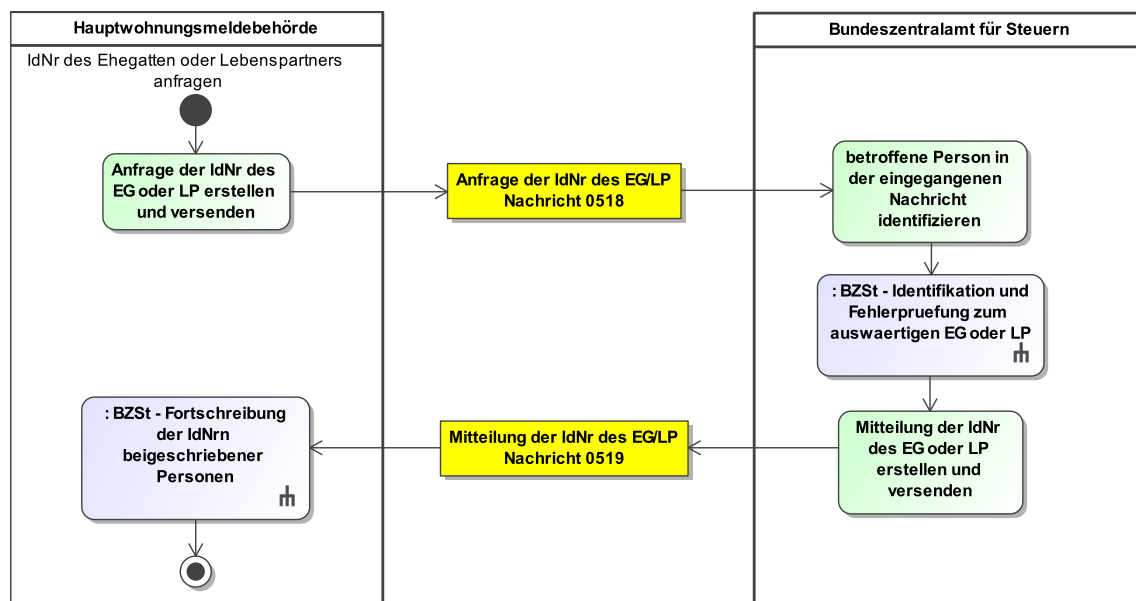 Hauptwohnungsmeldebehörde
IdNr des Ehegatten oder Lebenspartners
anfragen
Anfrage der IdNr des
EG oder LP erstellen
und versenden
Anfrage der IdNr des EG/LP
Nachricht 0518
Bundeszentralamt für Steuern
betroffene Person in
der eingegangenen
Nachricht
identifizieren
: BZSt - Identifikation und
Fehlerpruefung zum
auswaertigen EG oder LP
Mitteilung der IdNr
des EG oder LP
erstellen und
versenden
Mitteilung der IdNr des EG/LP
Nachricht 0519
: BZSt - Fortschreibung
der IdNrn
beigeschriebener
Personen